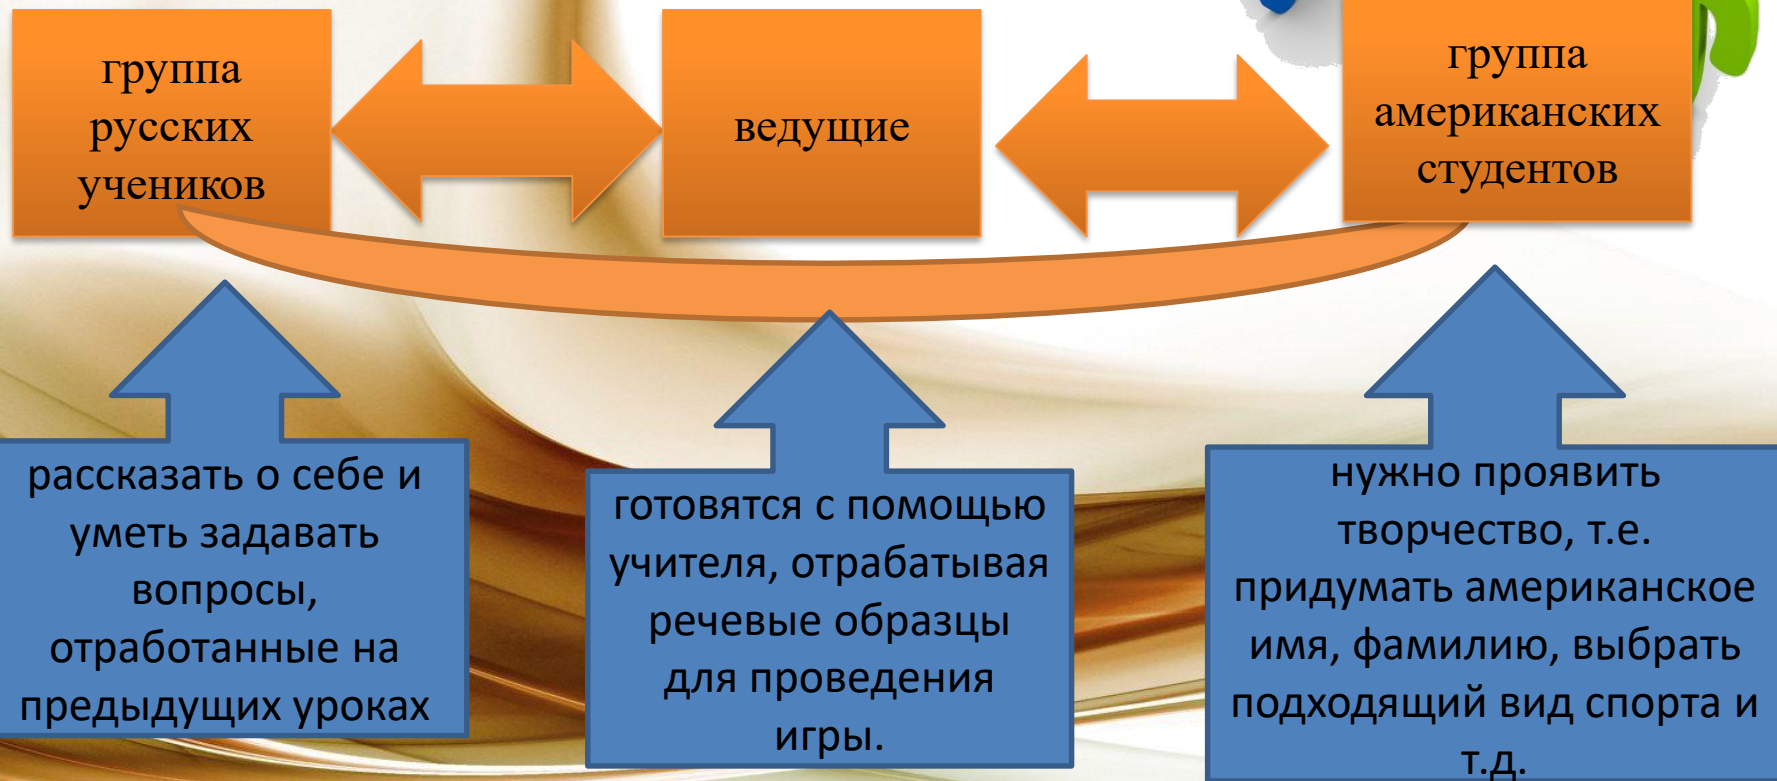 группа
русских
учеников
ведущие
группа
американских
студентов
рассказать о себе и
уметь задавать
вопросы,
отработанные на
предыдущих уроках
готовятся с помощью
учителя, отрабатывая
речевые образцы
для проведения
игры.
нужно проявить
творчество, т.е.
придумать американское
имя, фамилию, выбрать
подходящий вид спорта и
т.д.